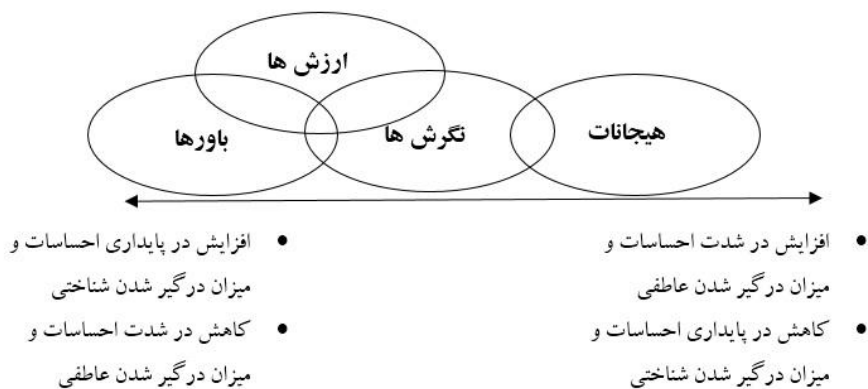 ارزش ها
هیجانات
نگرش ها
باورها
• افزایش در شدت احساسات و
میزان درگیر شدن عاطفی
• کاهش در پایداری احساسات و
میزان درگیر شدن شناختی
• افزایش در پایداری احساسات و
میزان درگیر شدن شناختی
• کاهش در شدت احساسات و
میزان درگیر شدن عاطفی